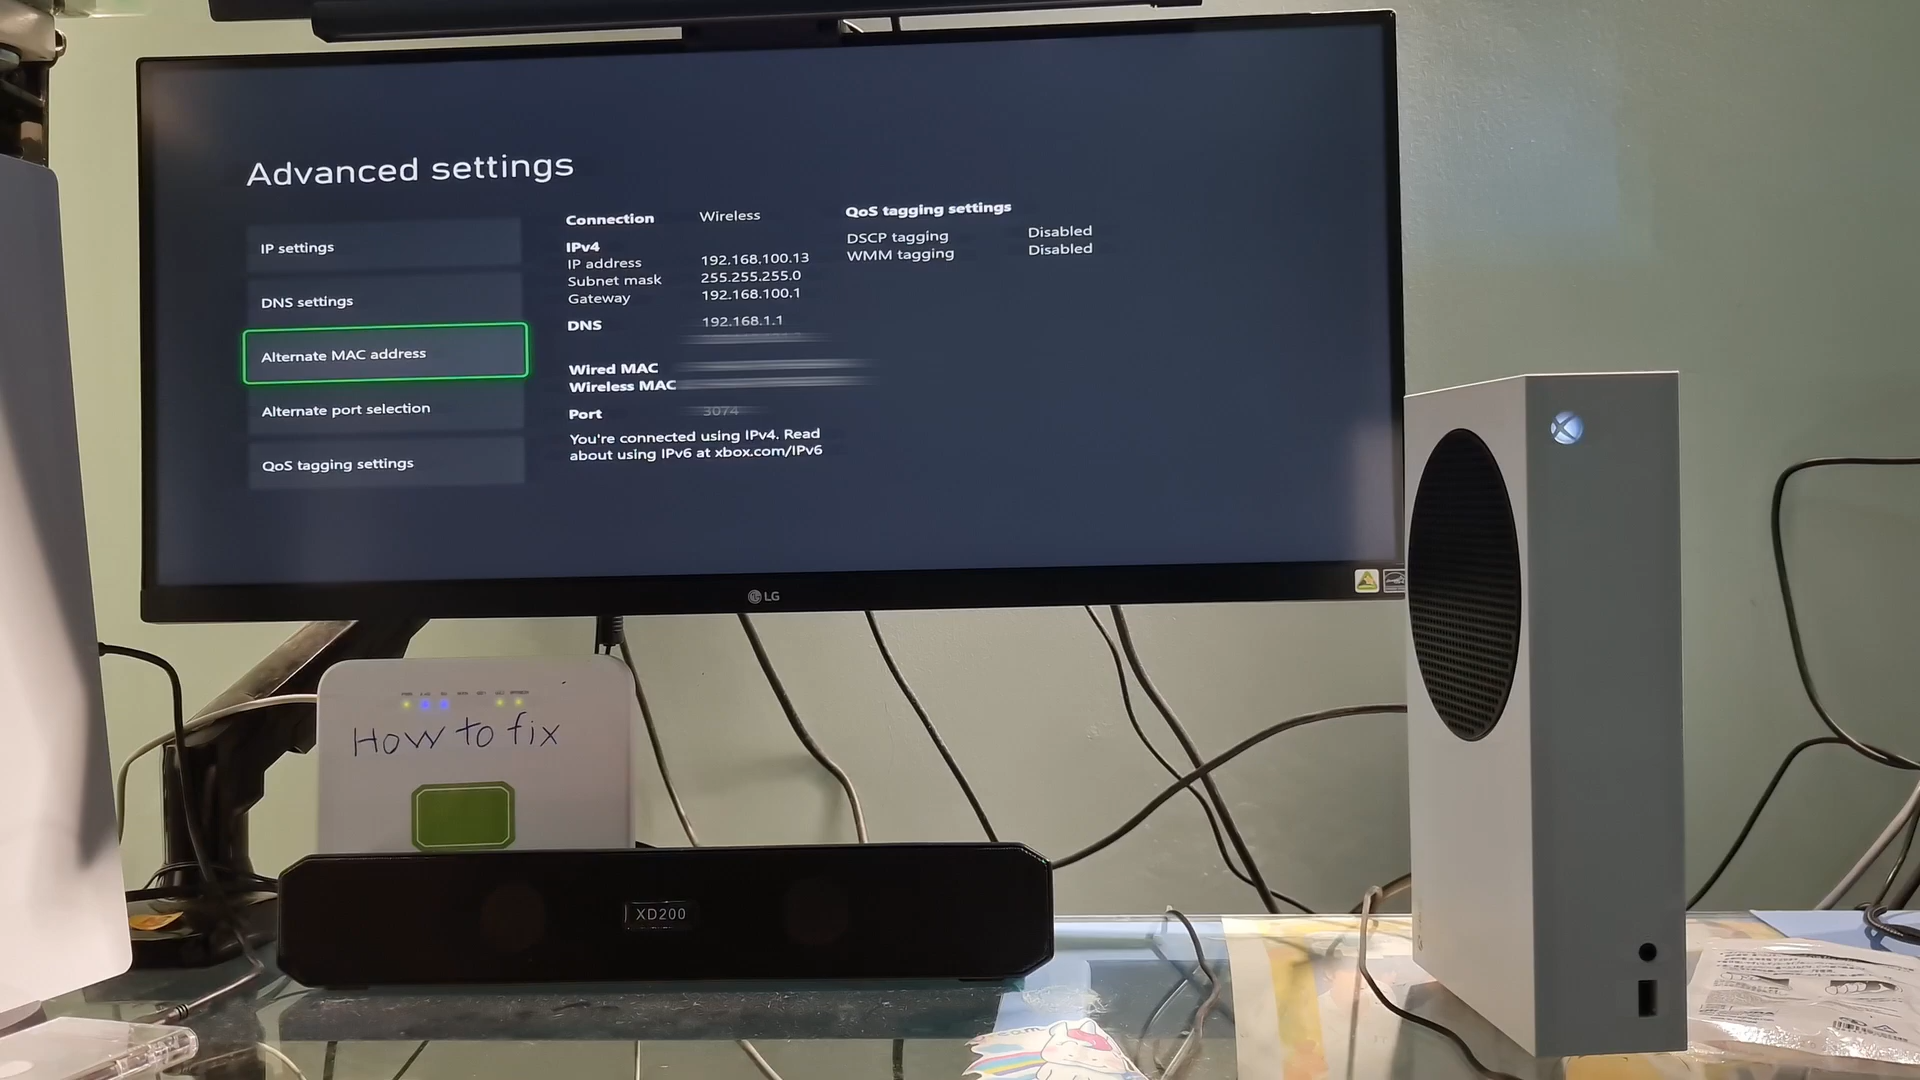 Advanced settings
IP settings
DNS settings
Alternate MAC address
Alternate port selection
QoS tagging settings
Connection Wireless
IPv4
IP address 192.168.100.13
Subnet mask 255.255.255.0
Gateway 192.168.100.1
DNS 192.168.1.1
Wired MAC
Wireless MAC
Port 3074
You're connected using IPv4. Read
about using IPv6 at xbox.com/IPv6
QoS tagging settings
DSCP tagging Disabled
WMM tagging Disabled
LG
How to fix
XD200